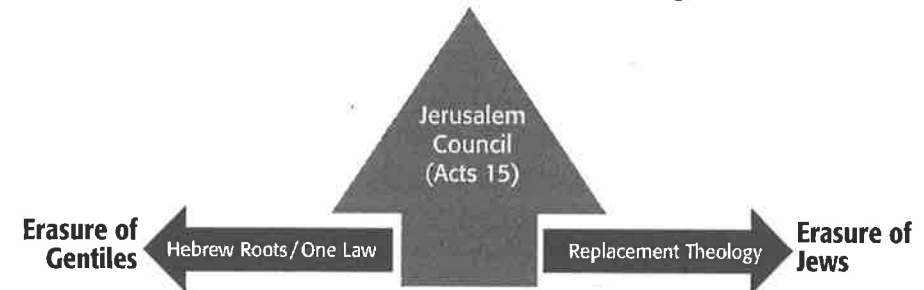 Jerusalem
Council
(Acts 15)
Erasure of
Gentiles
Hebrew Roots/One Law
Replacement Theology
Erasure of
Jews